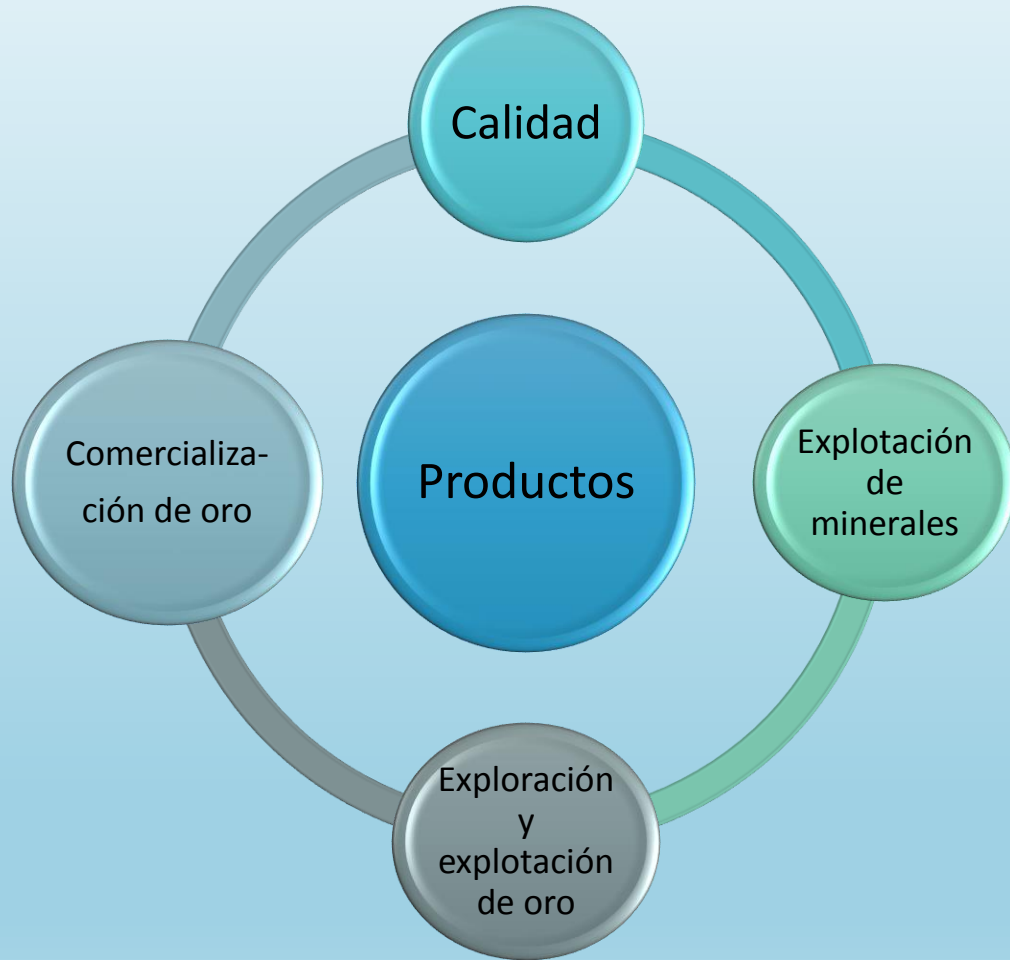 Calidad
Comercializa-
ción de oro
Productos
Explotación
de
minerales
Exploración
y
explotación
de oro